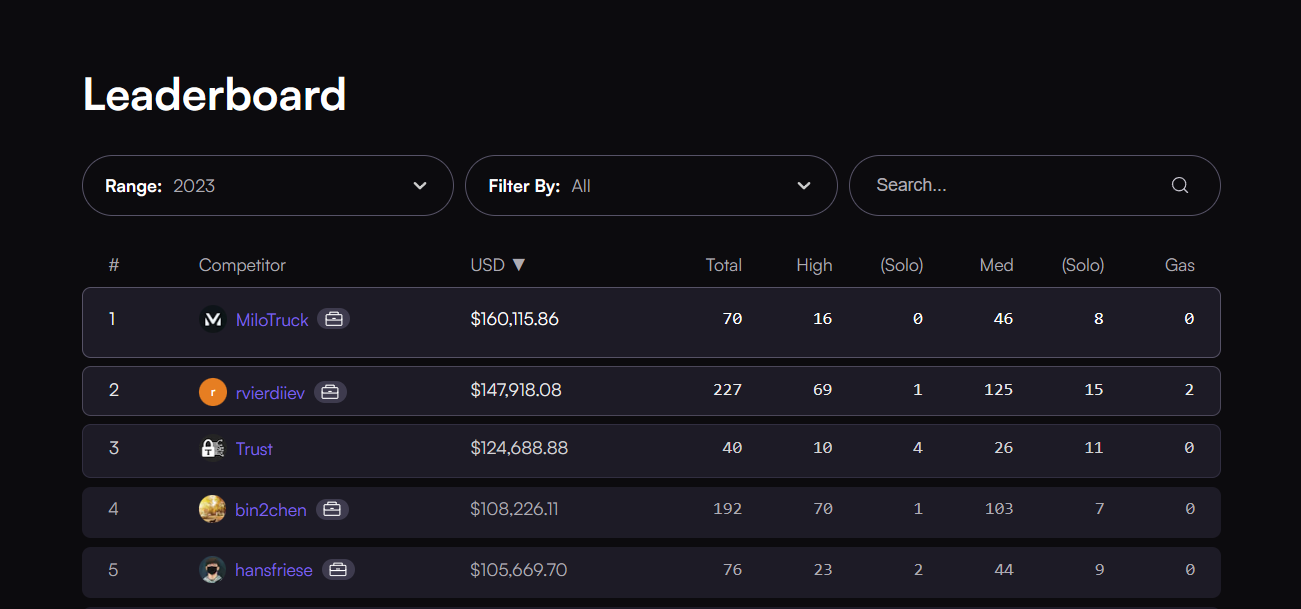 Leaderboard
Range: 2023 Filter By: All Search...
# Competitor USD ▼ Total High (Solo) Med (Solo) Gas
1 MiloTruck $160,115.86 70 16 0 46 8 0
2 r rvierdiiev $147,918.08 227 69 1 125 15 2
3 Trust $124,688.88 40 10 4 26 11 0
4 bin2chen $108,226.11 192 70 1 103 7 0
5 hansfriese $105,669.70 76 23 2 44 9 0